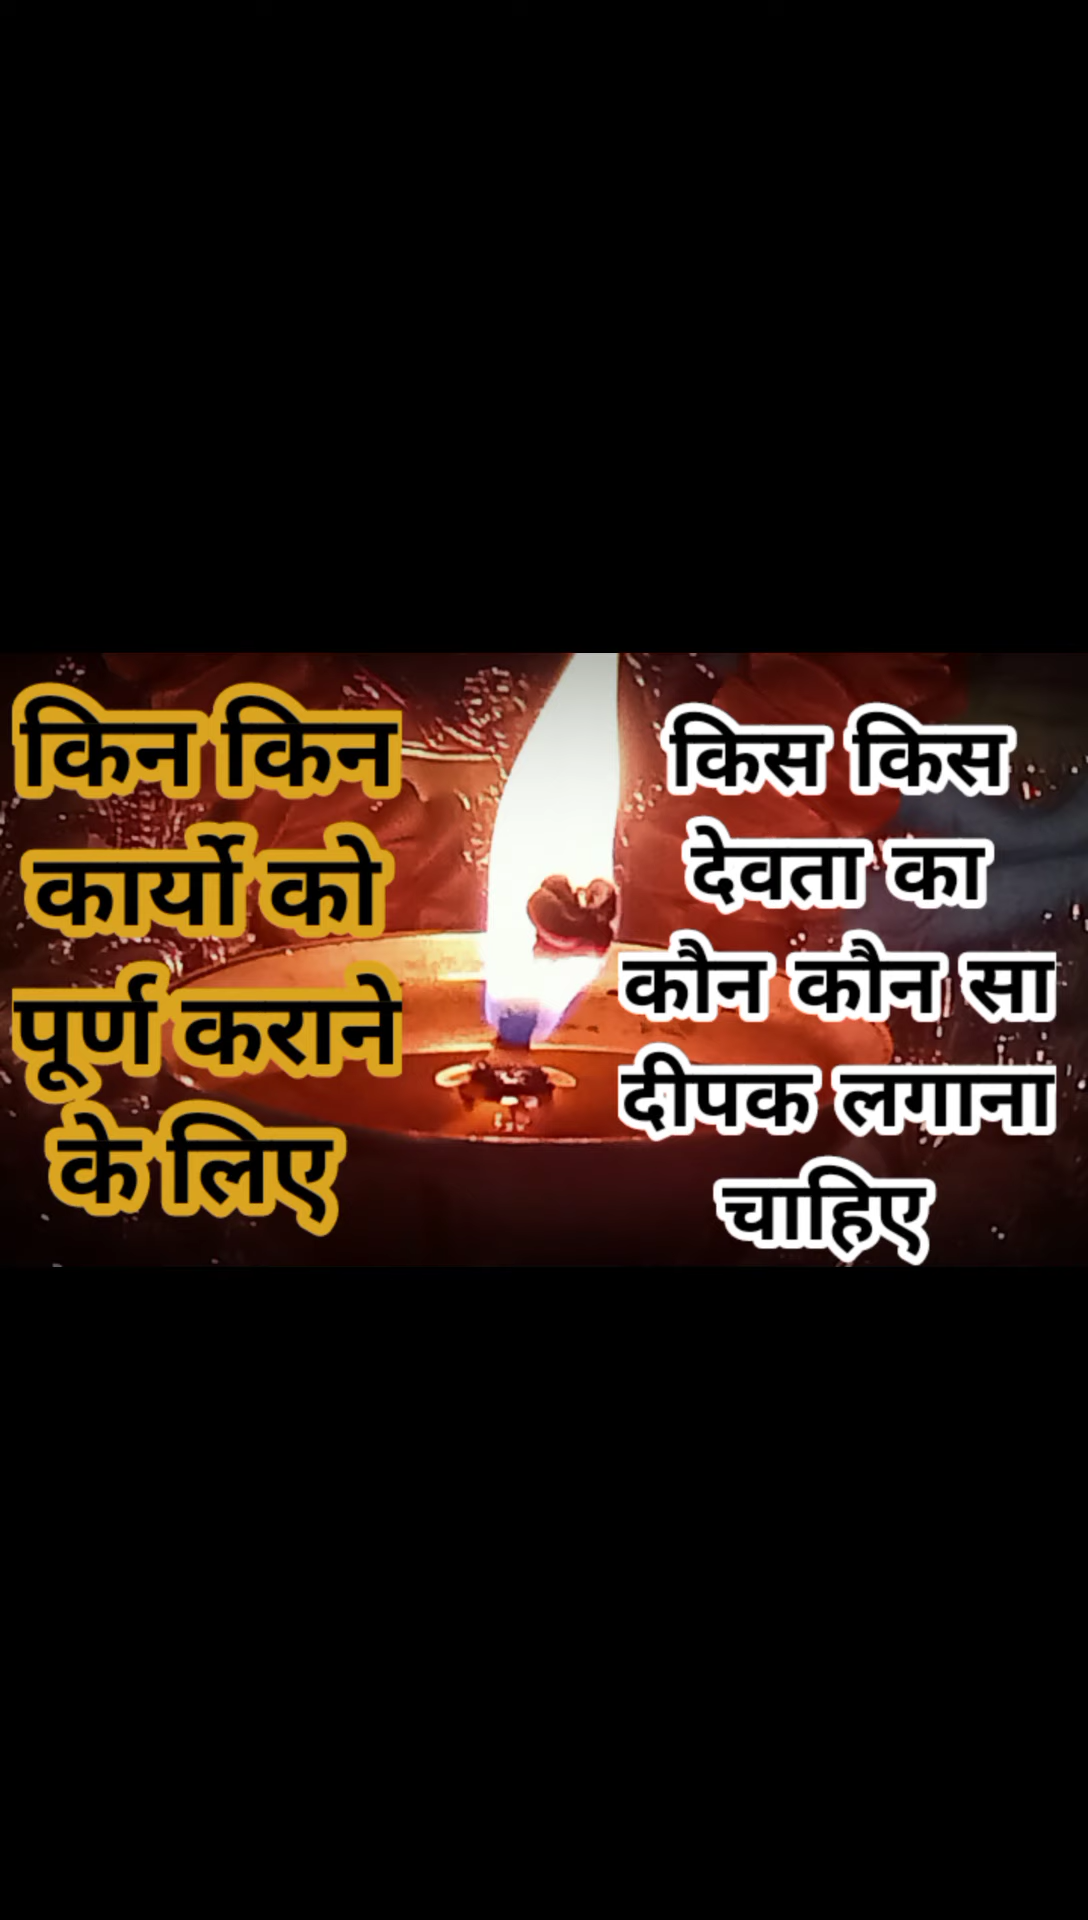 किन किन
कार्यो को
पूर्ण कराने
के लिए
किस किस
देवता का
कौन कौन सा
दीपक लगाना
चाहिए